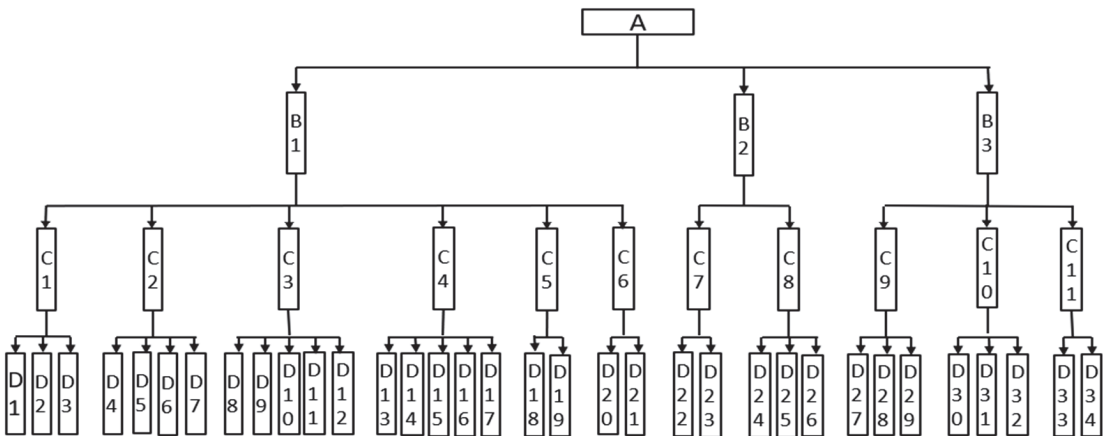 A
B1 B2 B3
C1 C2 C3 C4 C5 C6 C7 C8 C9 C10 C11
D1 D2 D3 D4 D5 D6 D7 D8 D9 D10 D11 D12 D13 D14 D15 D16 D17 D18 D19 D20 D21 D22 D23 D24 D25 D26 D27 D28 D29 D30 D31 D32 D33 D34